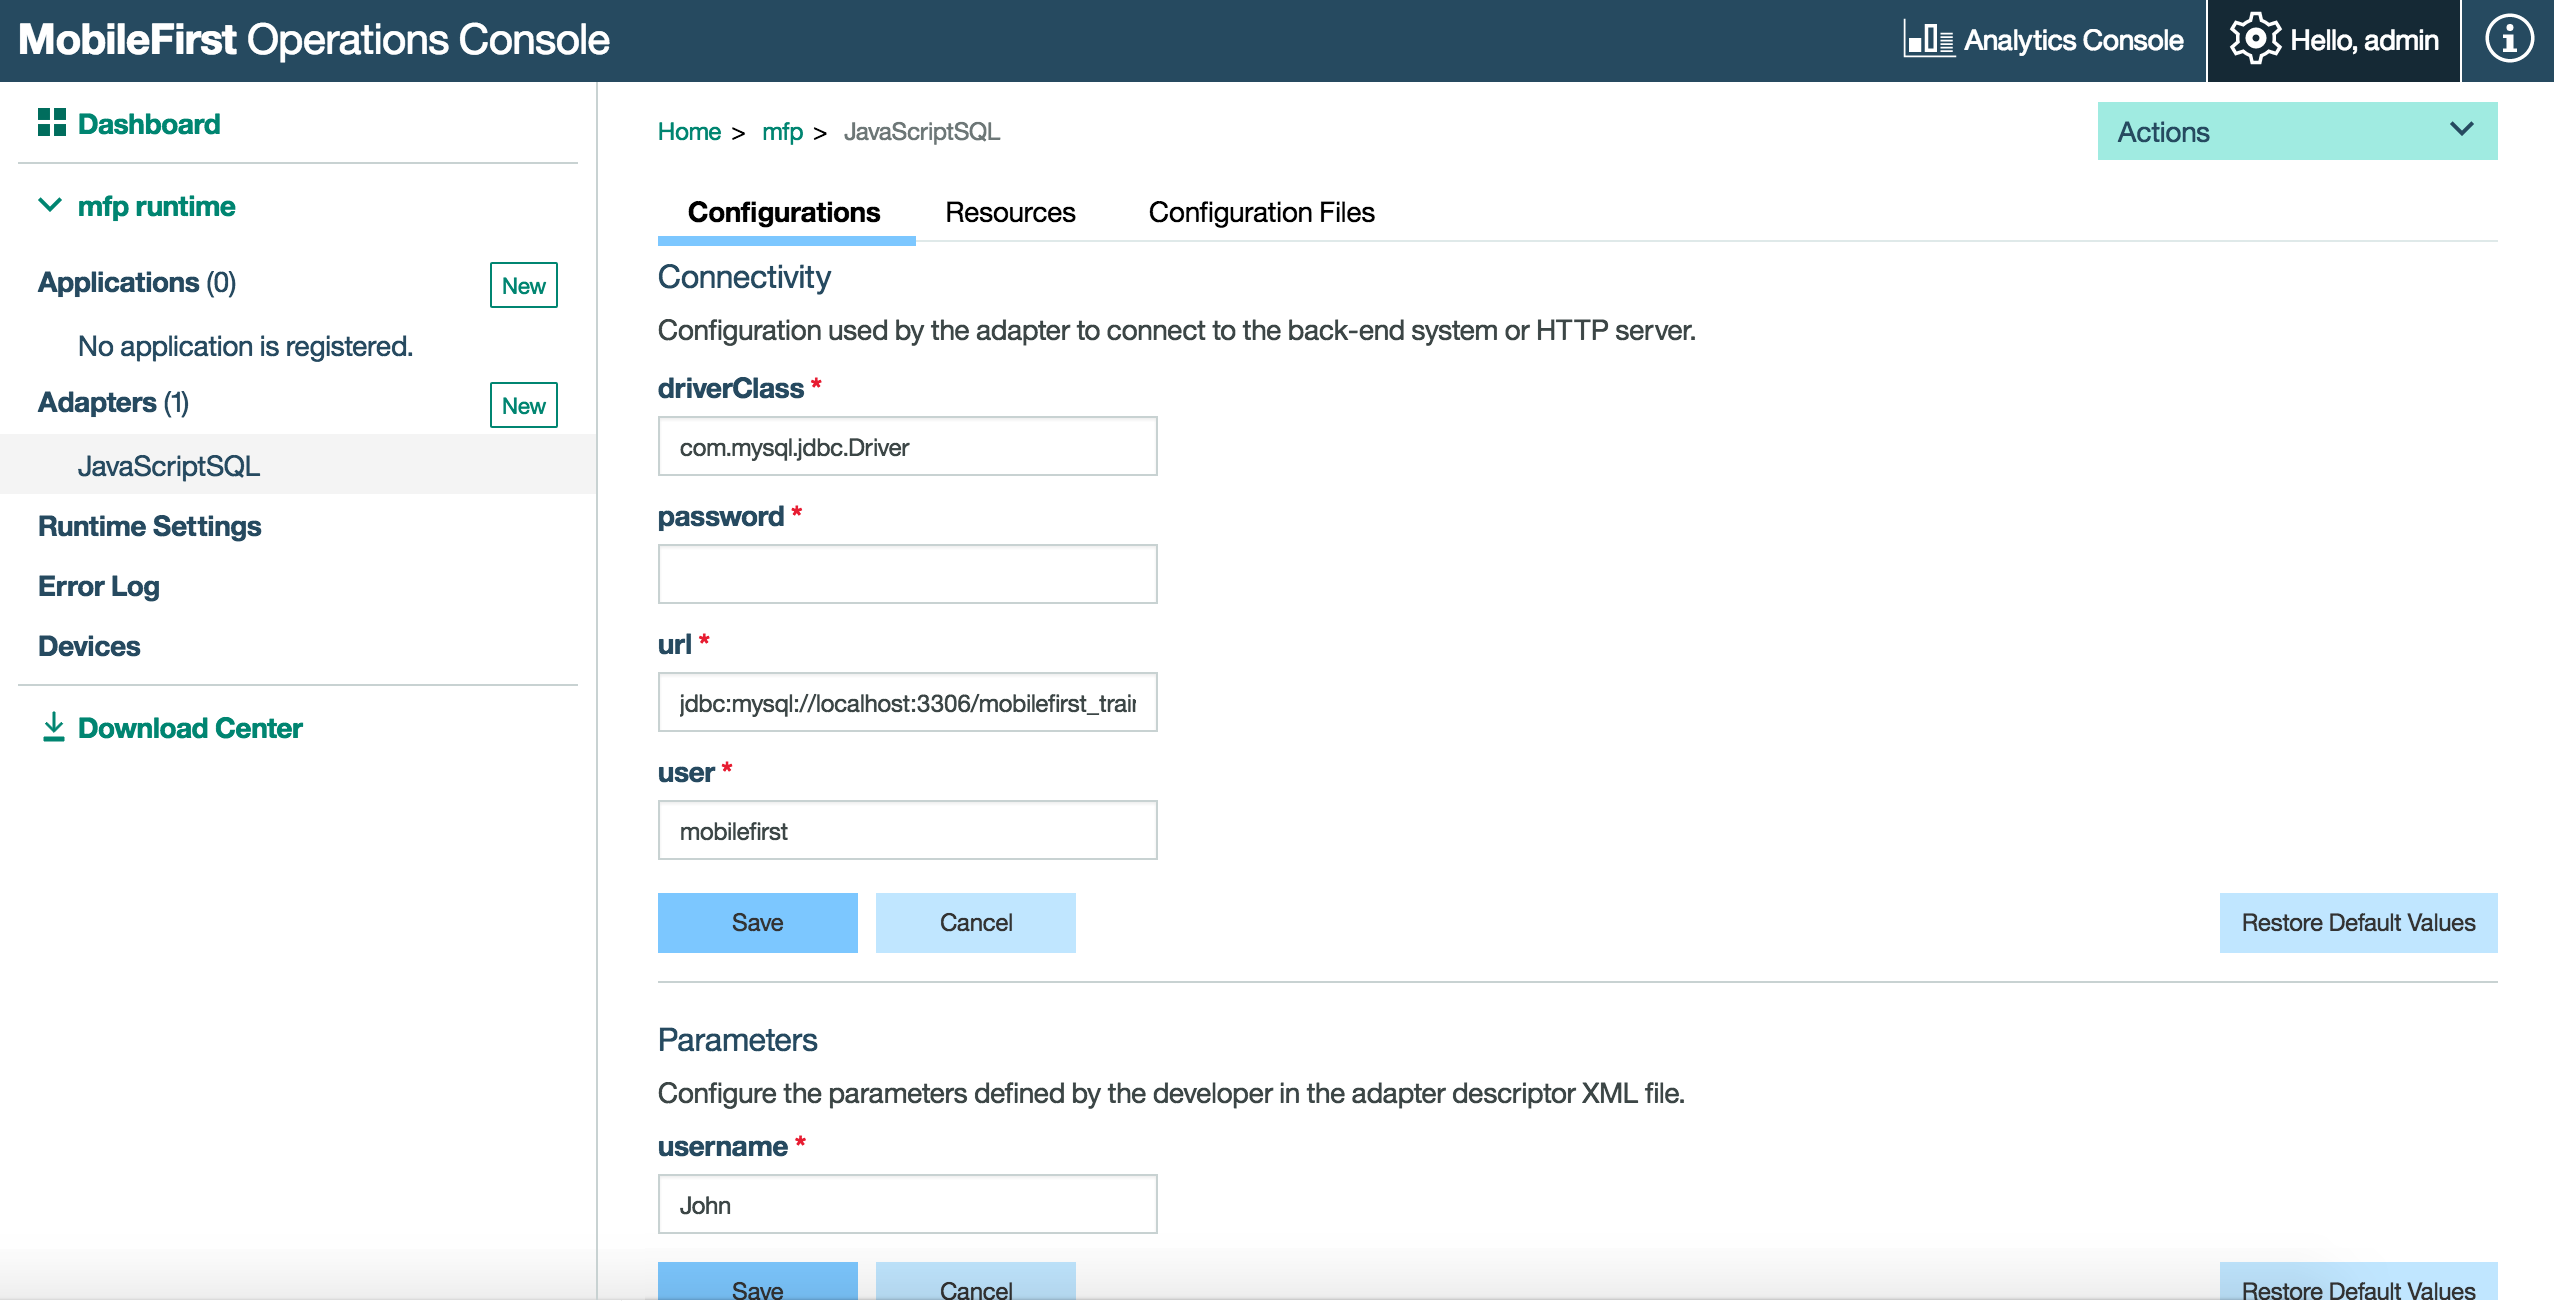 MobileFirst Operations Console
Analytics Console
Hello, admin
Dashboard
mfp runtime
Applications (0)
New
No application is registered.
Adapters (1)
New
JavaScriptSQL
Runtime Settings
Error Log
Devices
Download Center
Home > mfp > JavaScriptSQL
Actions
Configurations Resources Configuration Files
Connectivity
Configuration used by the adapter to connect to the back-end system or HTTP server.
driverClass *
com.mysql.jdbc.Driver
password *
url *
jdbc:mysql://localhost:3306/mobilefirst_train
user *
mobilefirst
Save Cancel Restore Default Values
Parameters
Configure the parameters defined by the developer in the adapter descriptor XML file.
username *
John
Save Cancel Restore Default Values